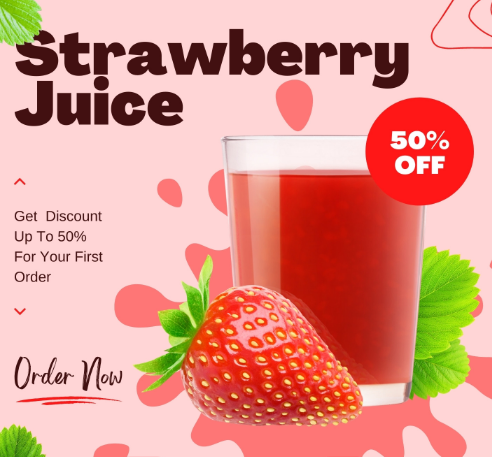 Strawberry
Juice
50%
OFF
Get Discount
Up To 50%
For Your First
Order
Order Now